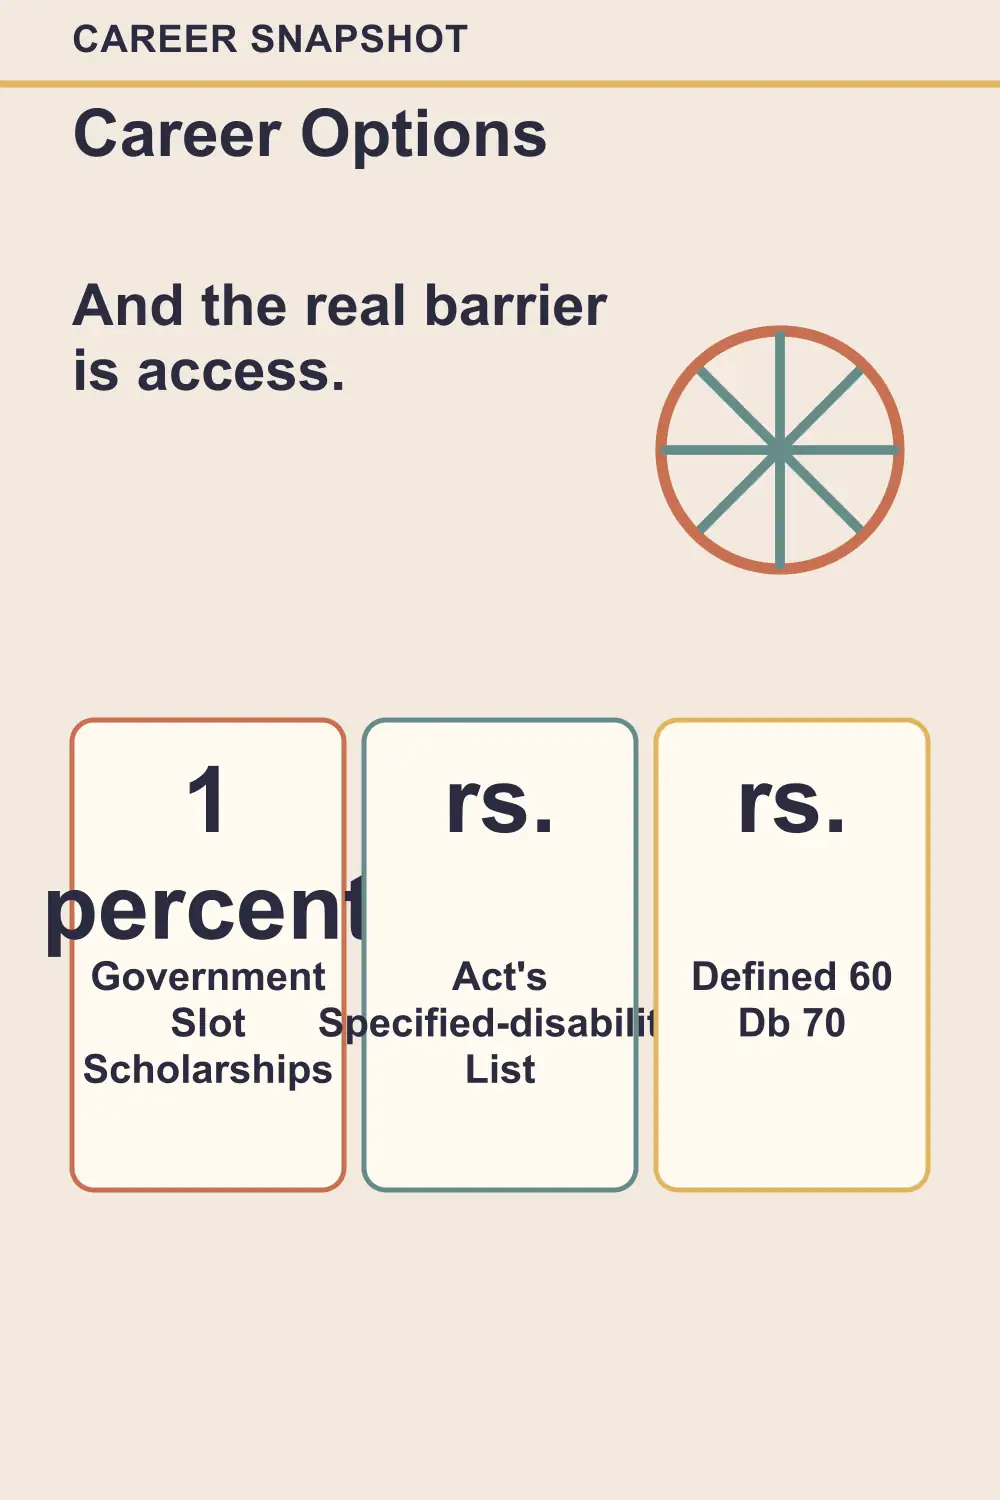 CAREER SNAPSHOT
Career Options
And the real barrier
is access.
1
percent
Government
Slot
Scholarships
rs.
Act's
Specified-disabilit
List
rs.
Defined 60
Db 70